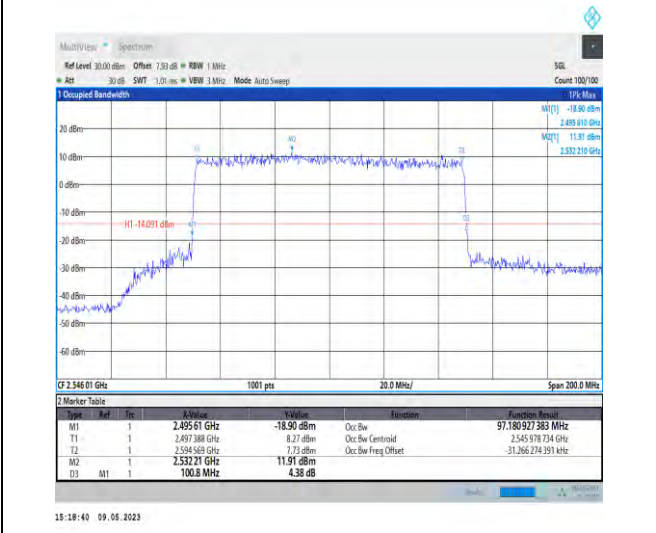 MultiView Spectrum
Ref Level 30.00 dBm Offset 7.93 dB RBW 1 MHz SGL
Att 30 dB SWT 1.01 ms VBW 3 MHz Mode Auto Sweep Count 100/100
1 Occupied Bandwidth 1Pk Max
M1[1] -18.90 dBm
2.495 610 GHz
M2[1] 11.91 dBm
2.532 210 GHz
20 dBm
M2
T1 T2
10 dBm
0 dBm
-10 dBm
H1 -14.091 dBm M1 D3
-20 dBm
-30 dBm
-40 dBm
-50 dBm
-60 dBm
CF 2.546 01 GHz 1001 pts 20.0 MHz/ Span 200.0 MHz
2 Marker Table
Type Ref Trc X-Value Y-Value Function Function Result
M1 1 2.495 61 GHz -18.90 dBm Occ Bw 97.180 927 383 MHz
T1 1 2.497 388 GHz 8.27 dBm Occ Bw Centroid 2.545 978 734 GHz
T2 1 2.594 569 GHz 7.73 dBm Occ Bw Freq Offset -31.266 274 391 kHz
M2 1 2.532 21 GHz 11.91 dBm
D3 M1 1 100.8 MHz 4.38 dB
15:18:40 09.05.2023